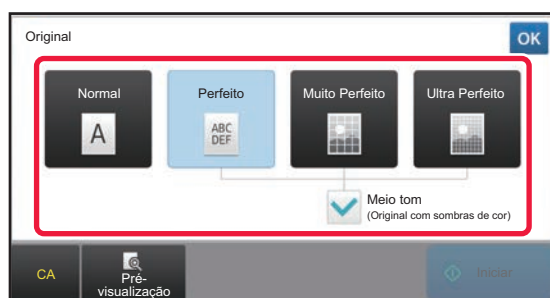 Original
OK
Normal
Perfeito
Muito Perfeito
Ultra Perfeito
A
ABC
DEF
Meio tom
(Original com sombras de cor)
CA
Pré-
visualização
Iniciar